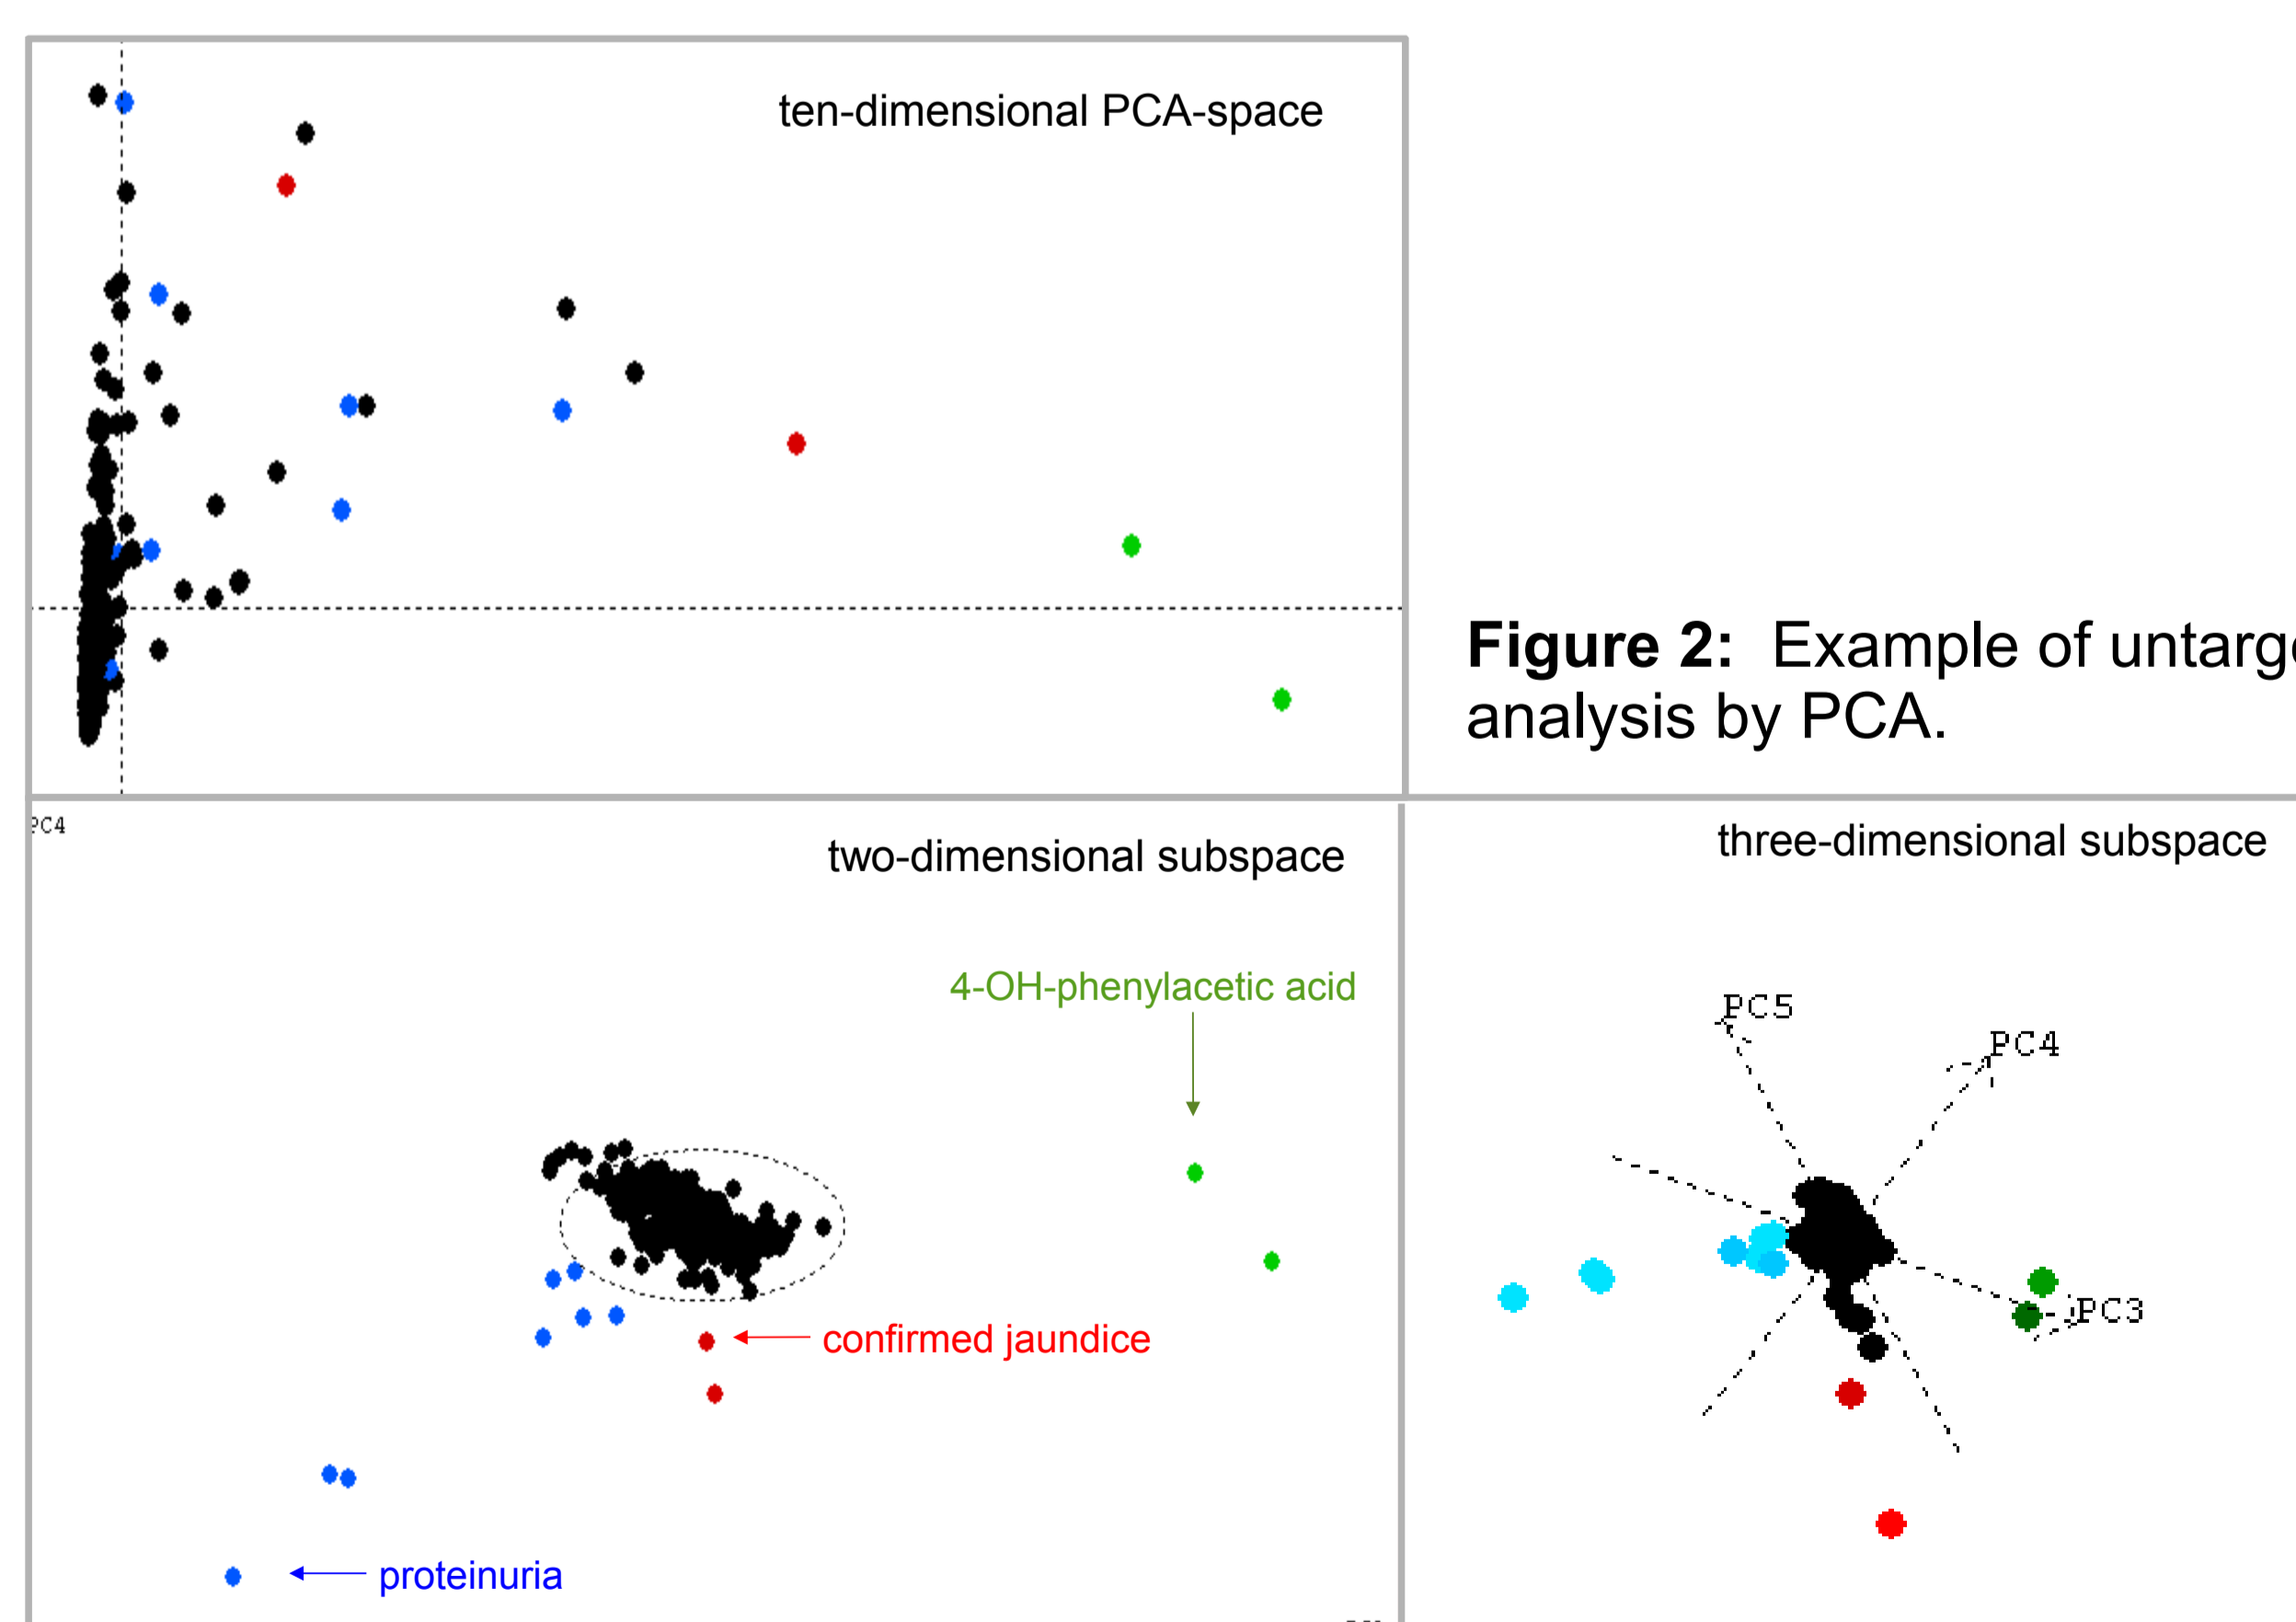 ten-dimensional PCA-space
Figure 2: Example of
analysis by PCA.
PC4
two-dimensional subspace
three-dimensional subspace
4-OH-phenylacetic acid
PC5
PC4
PC3
confirmed jaundice
proteinuria